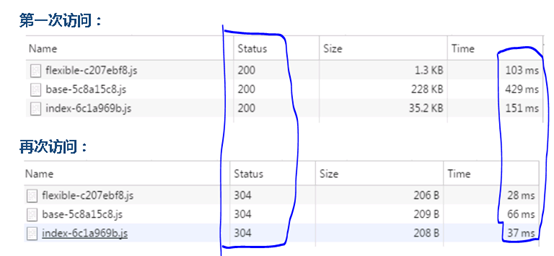 第一次访问：
Name Status Size Time
flexible-c207ebf8.js 200 1.3 KB 103 ms
base-5c8a15c8.js 200 228 KB 429 ms
index-6c1a969b.js 200 35.2 KB 151 ms
再次访问：
Name Status Size Time
flexible-c207ebf8.js 304 206 B 28 ms
base-5c8a15c8.js 304 209 B 66 ms
index-6c1a969b.js 304 208 B 37 ms